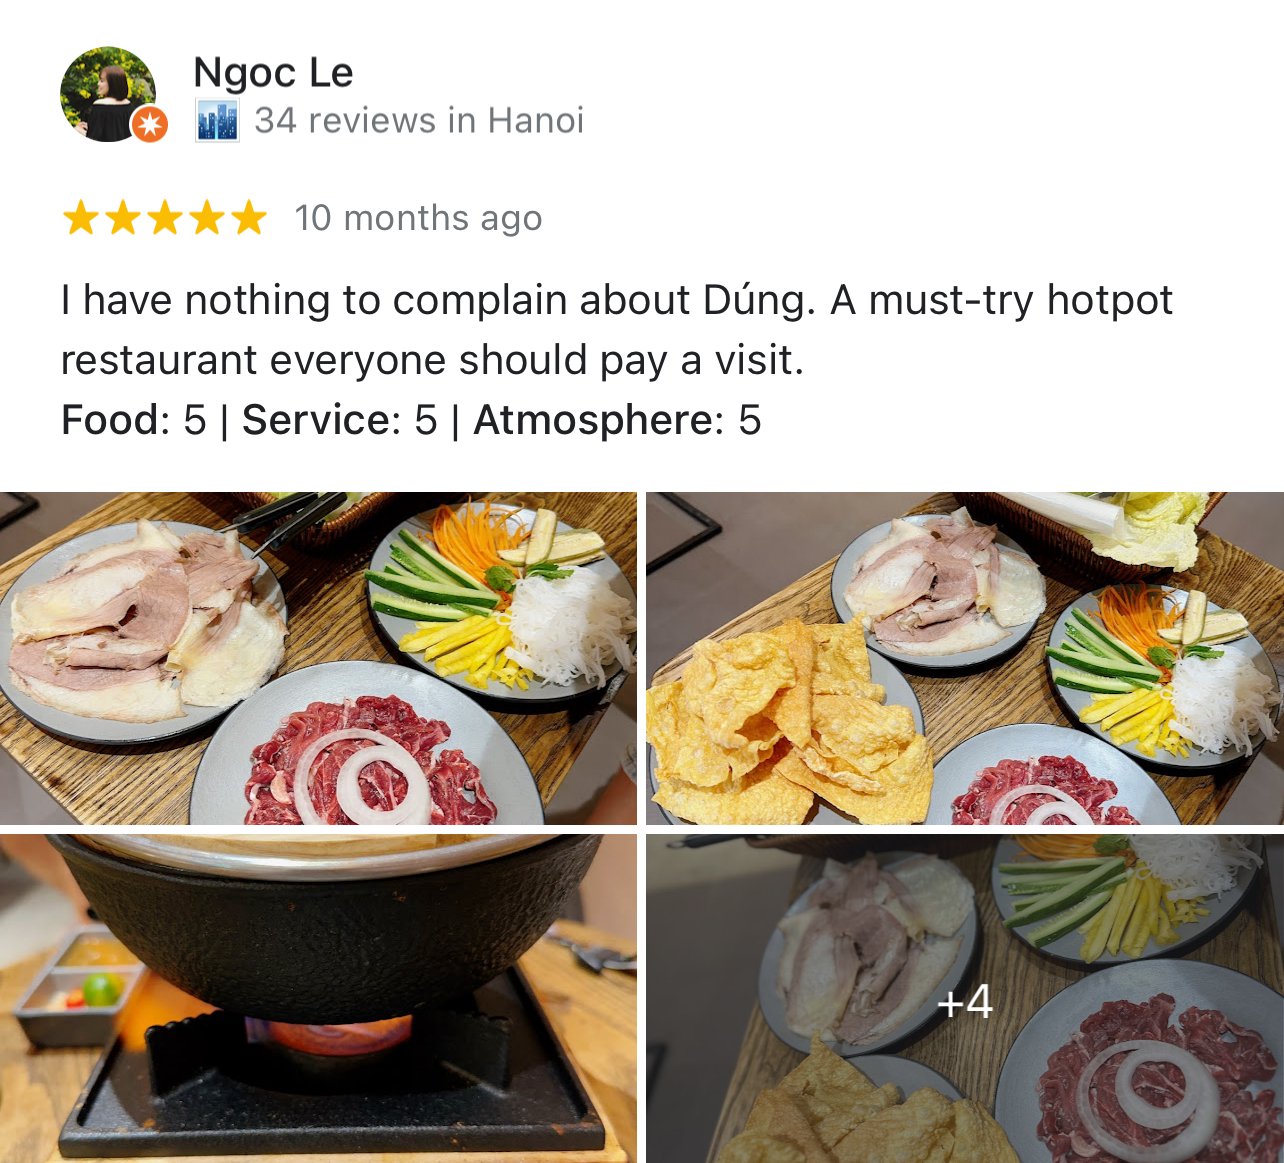 Ngoc Le
34 reviews in Hanoi
10 months ago
I have nothing to complain about Dúng. A must-try hotpot
restaurant everyone should pay a visit.
Food: 5 | Service: 5 | Atmosphere: 5
+4